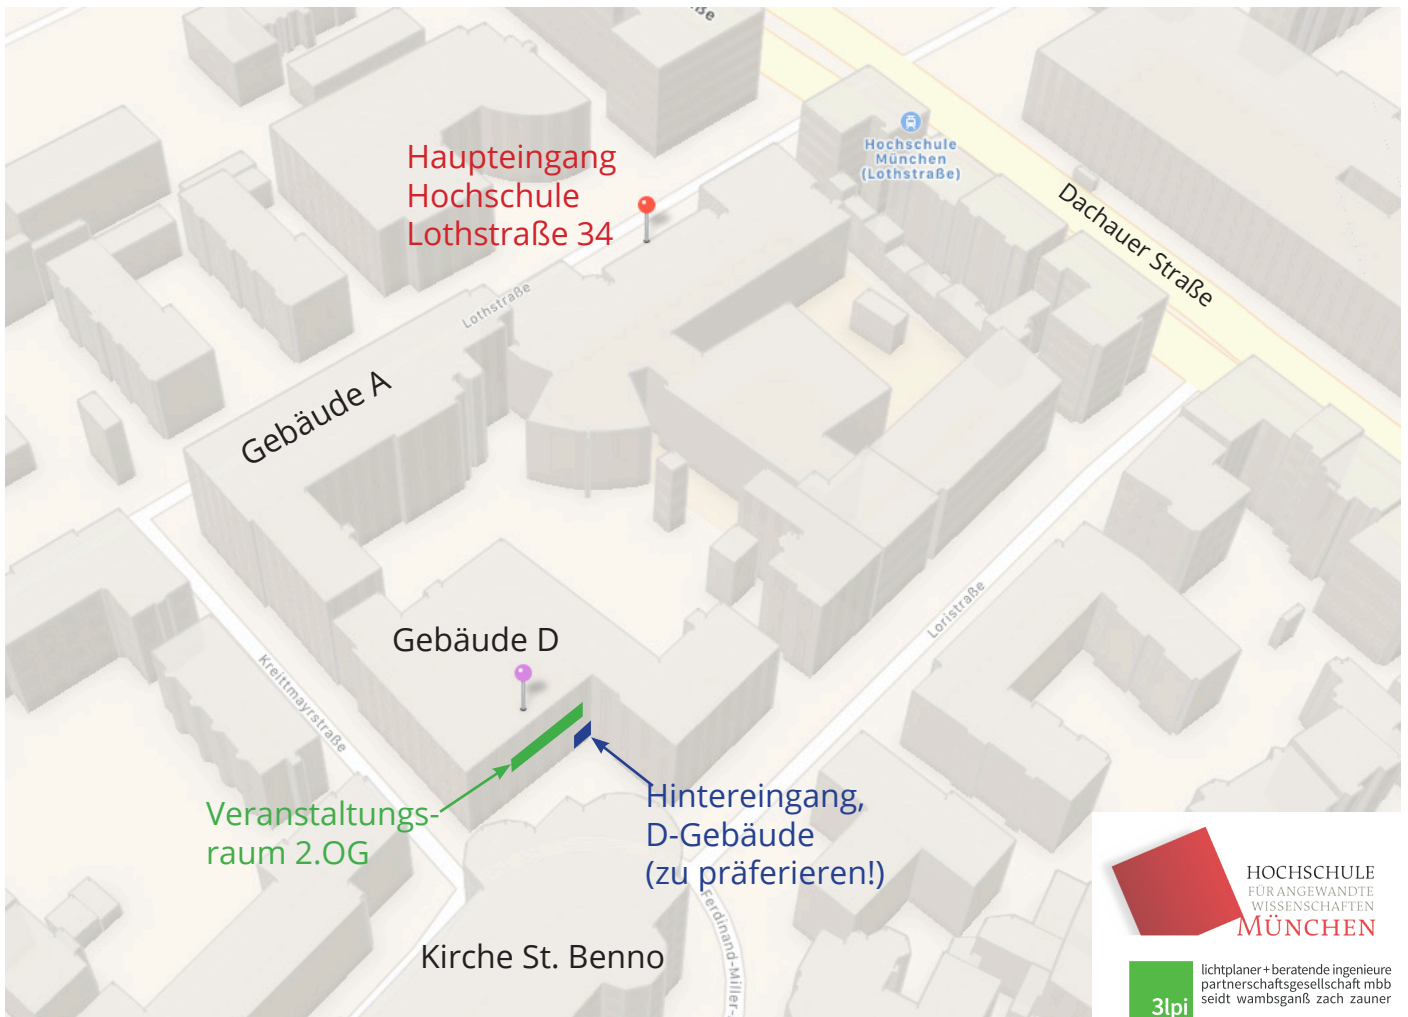 Haupteingang
Hochschule
Lothstraße 34
Hochschule
München
(Lothstraße)
Dachauer Straße
Lothstraße
Gebäude A
Loristraße
Gebäude D
Kreittmayrstraße
Veranstaltungs-
raum 2.OG
Hintereingang,
D-Gebäude
(zu präferieren!)
Ferdinand-Miller-
Kirche St. Benno
HOCHSCHULE
FÜR ANGEWANDTE
WISSENSCHAFTEN
MÜNCHEN
3lpi
lichtplaner+beratende ingenieure
partnerschaftsgesellschaft mbb
seidt wambsganß zach zauner